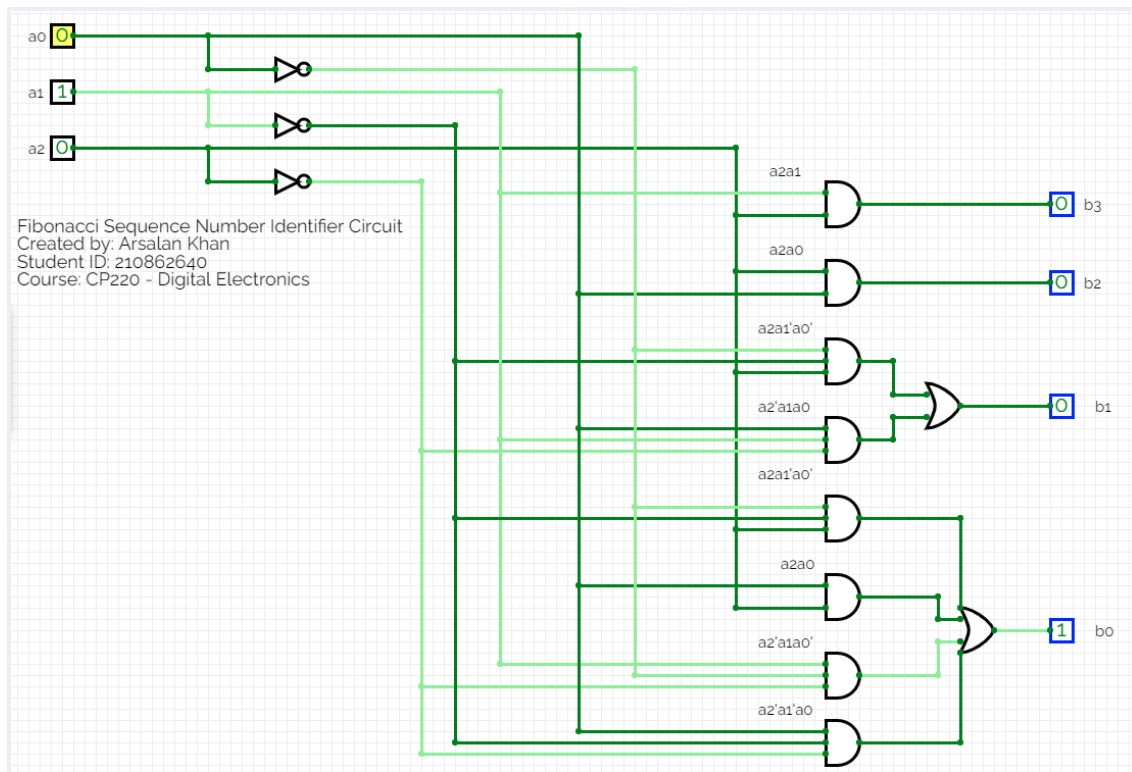 a0 0
a1 1
a2 0
Fibonacci Sequence Number Identifier Circuit
Created by: Arsalan Khan
Student ID: 210862640
Course: CP220 - Digital Electronics
a2a1
0 b3
a2a0
0 b2
a2a1'a0'
a2'a1a0
0 b1
a2a1'a0'
a2a0
a2'a1a0'
1 b0
a2'a1'a0